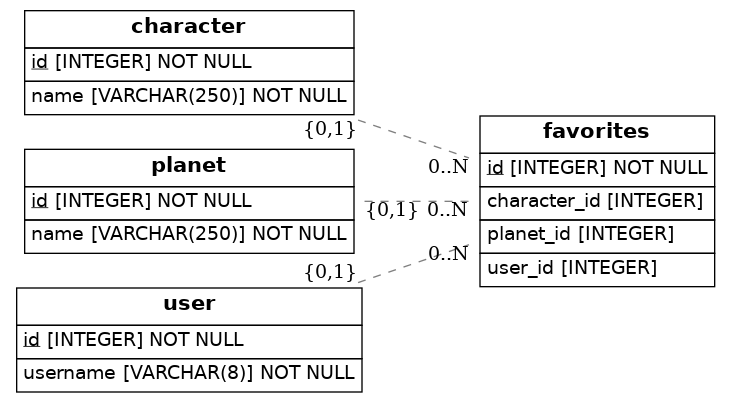 character
id [INTEGER] NOT NULL
name [VARCHAR(250)] NOT NULL
{0,1}
0..N
planet
id [INTEGER] NOT NULL
name [VARCHAR(250)] NOT NULL
{0,1}
0..N
user
id [INTEGER] NOT NULL
username [VARCHAR(8)] NOT NULL
{0,1}
0..N
favorites
id [INTEGER] NOT NULL
character_id [INTEGER]
planet_id [INTEGER]
user_id [INTEGER]